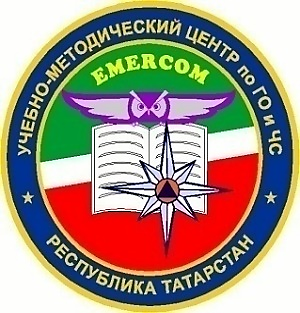 УЧЕБНО-МЕТОДИЧЕСКИЙ ЦЕНТР по ГО и ЧС
EMERCOM
РЕСПУБЛИКА ТАТАРСТАН